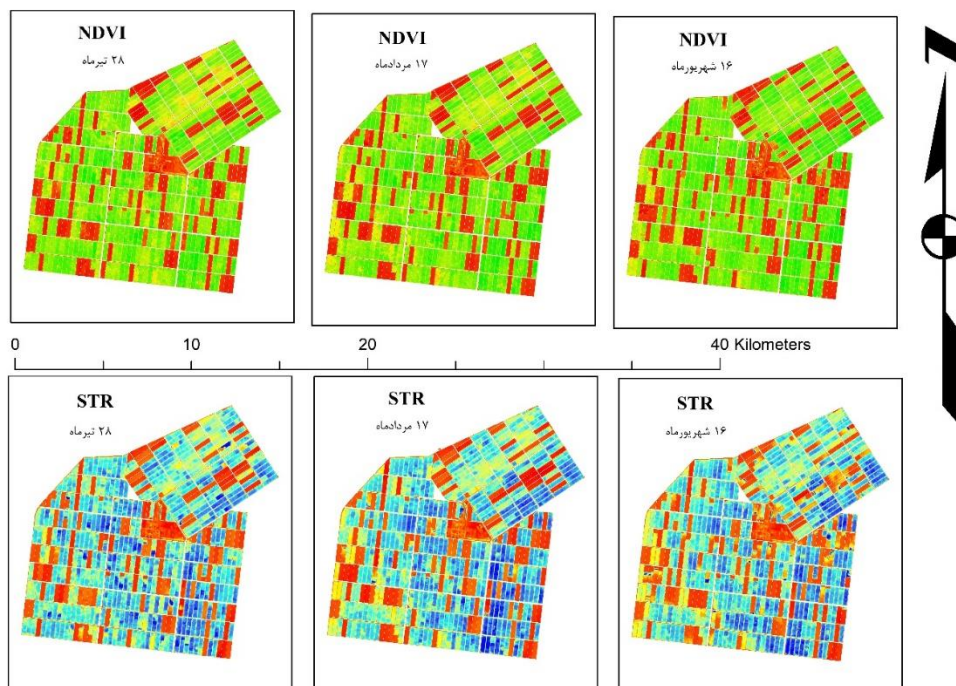 NDVI
۲۸ تیرماه
NDVI
۱۷ مردادماه
NDVI
۱۶ شهریورماه
0 10 20 40 Kilometers
STR
۲۸ تیرماه
STR
۱۷ مردادماه
STR
۱۶ شهریورماه